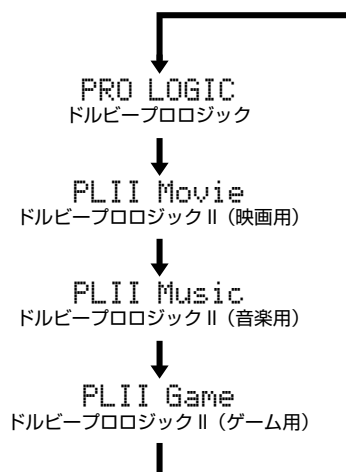 PRO LOGIC
ドルビープロロジック
PLII Movie
ドルビープロロジックⅡ（映画用）
PLII Music
ドルビープロロジックⅡ（音楽用）
PLII Game
ドルビープロロジックⅡ（ゲーム用）